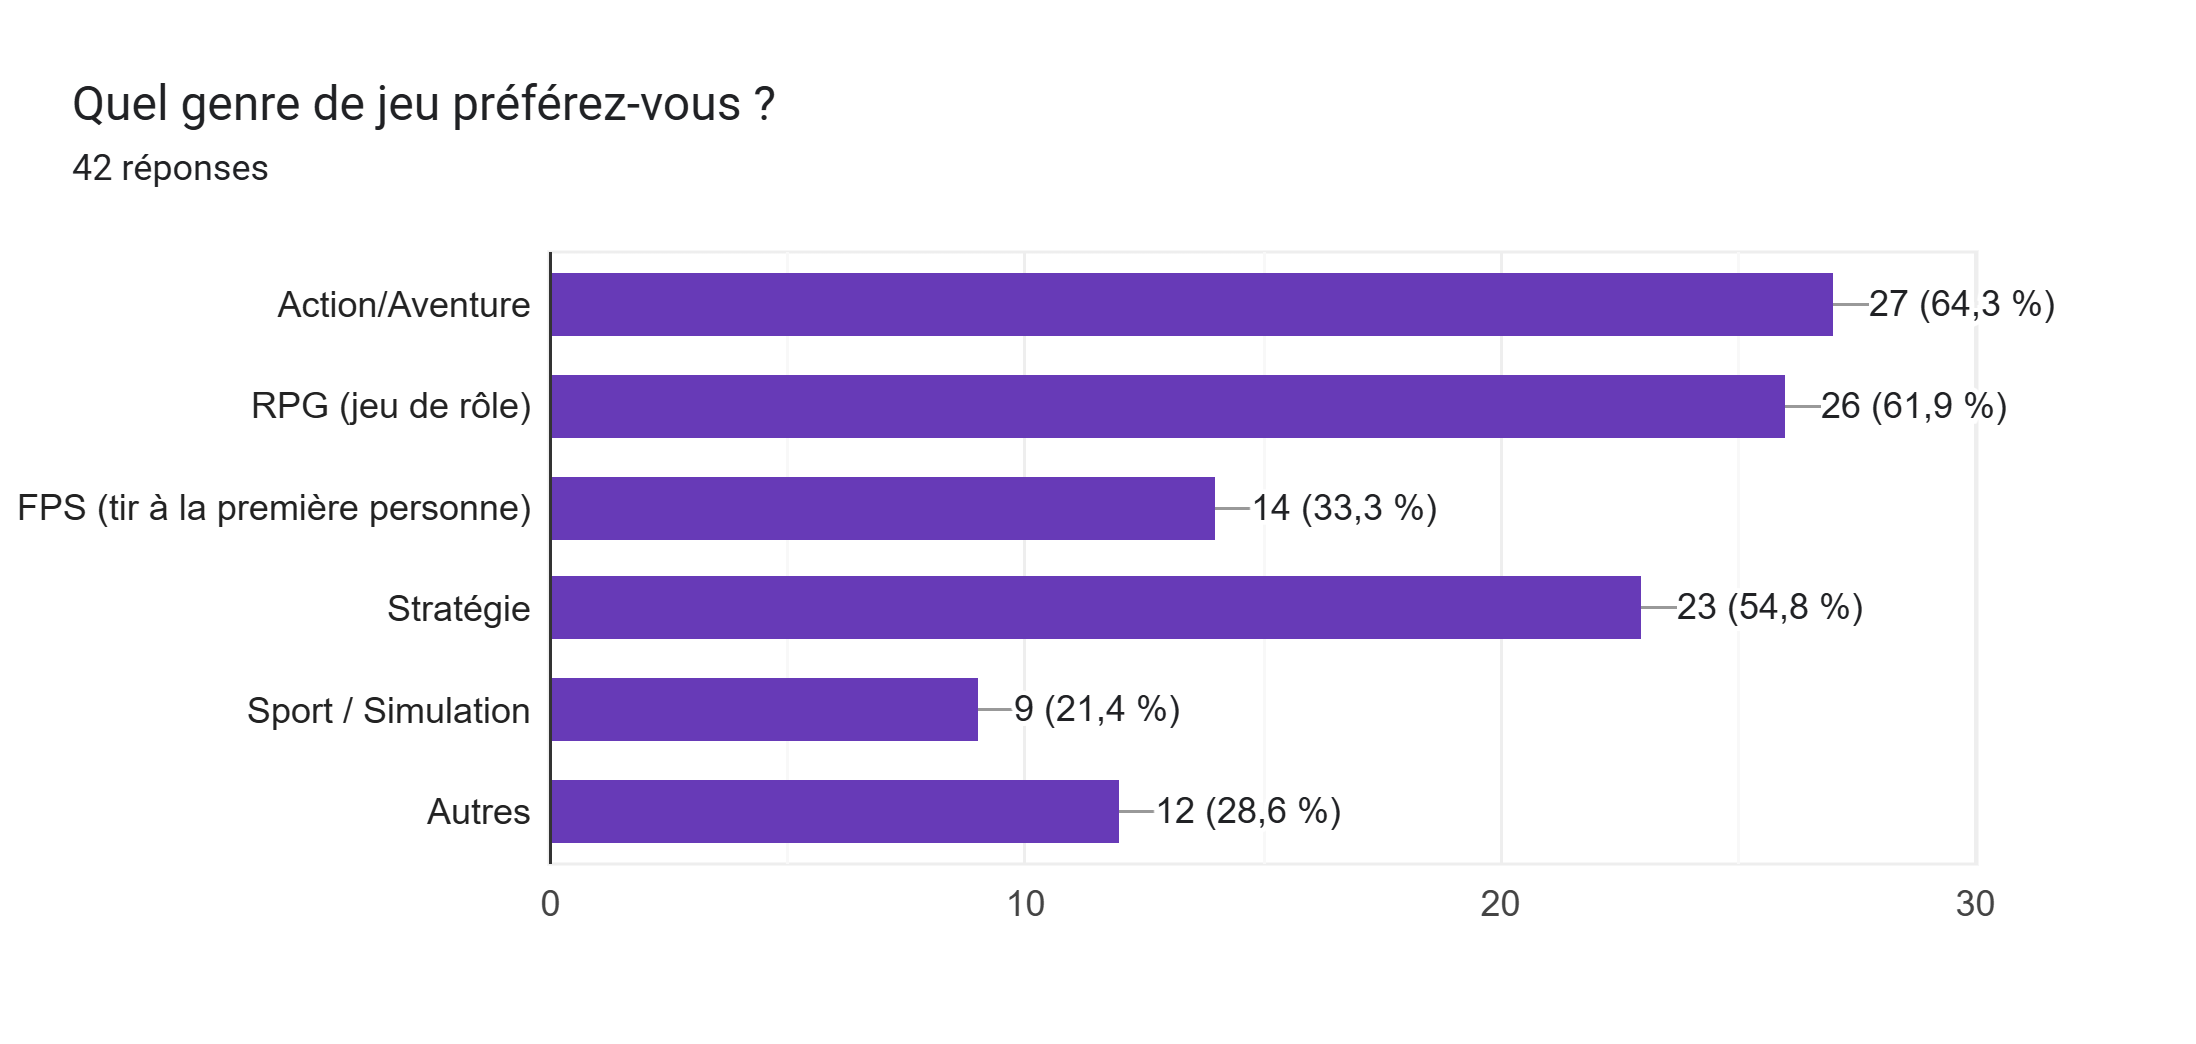 Quel genre de jeu préférez-vous ?
42 réponses
Action/Aventure 27 (64,3 %)
RPG (jeu de rôle) 26 (61,9 %)
FPS (tir à la première personne) 14 (33,3 %)
Stratégie 23 (54,8 %)
Sport / Simulation 9 (21,4 %)
Autres 12 (28,6 %)
0 10 20 30